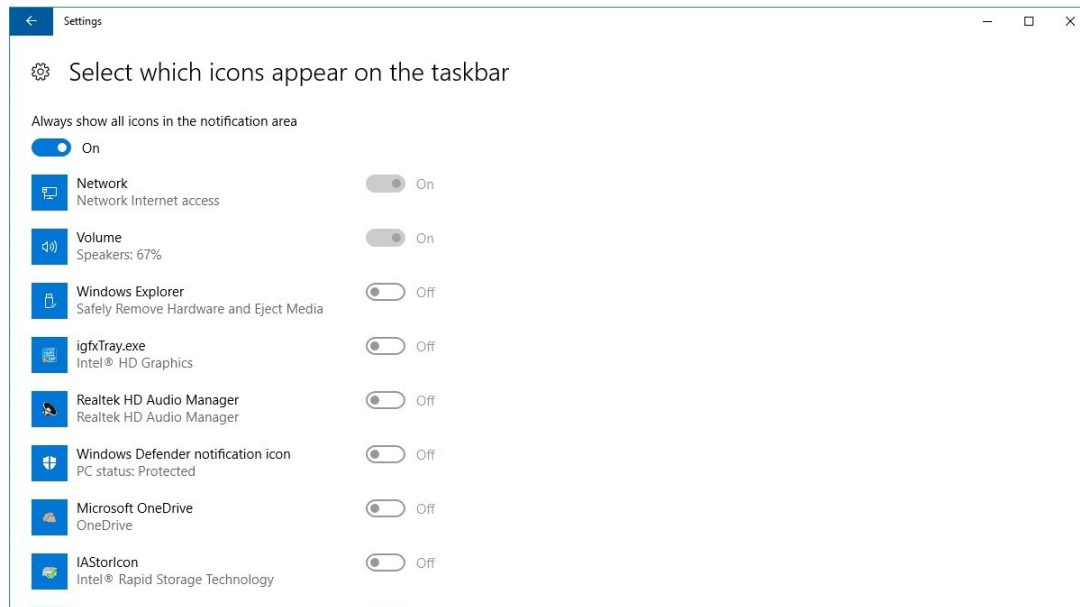 Settings
Select which icons appear on the taskbar
Always show all icons in the notification area
On
Network
On
Network Internet access
Volume
On
Speakers: 67%
Windows Explorer
Off
Safely Remove Hardware and Eject Media
igfxTray.exe
Off
Intel® HD Graphics
Realtek HD Audio Manager
Off
Realtek HD Audio Manager
Windows Defender notification icon
Off
PC status: Protected
Microsoft OneDrive
Off
OneDrive
IAStorIcon
Off
Intel® Rapid Storage Technology